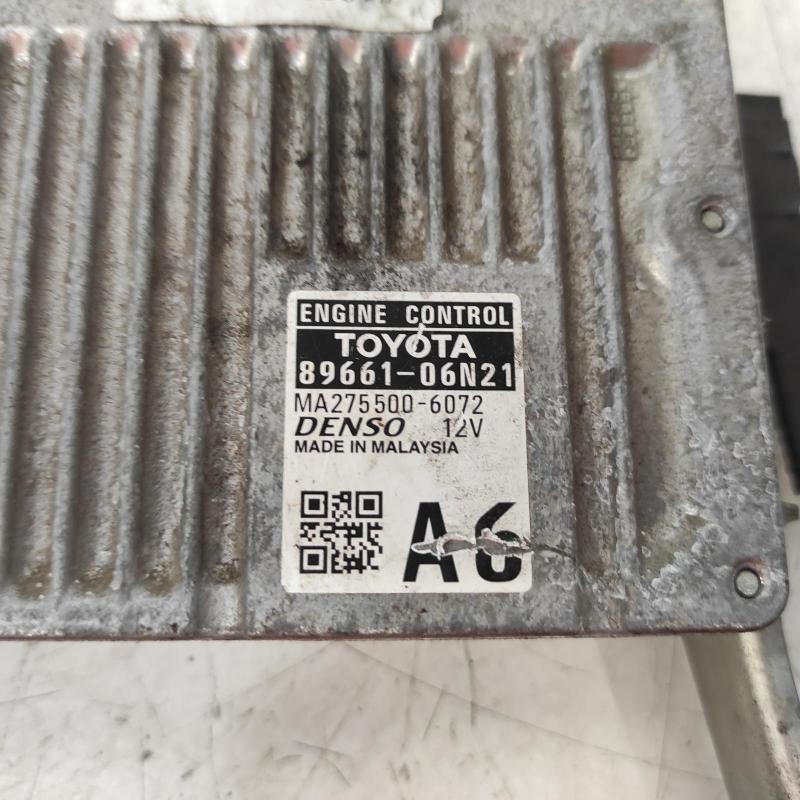 ENGINE CONTROL
TOYOTA
89661-06N21
MA275500-6072
DENSO 12V
MADE IN MALAYSIA
A6